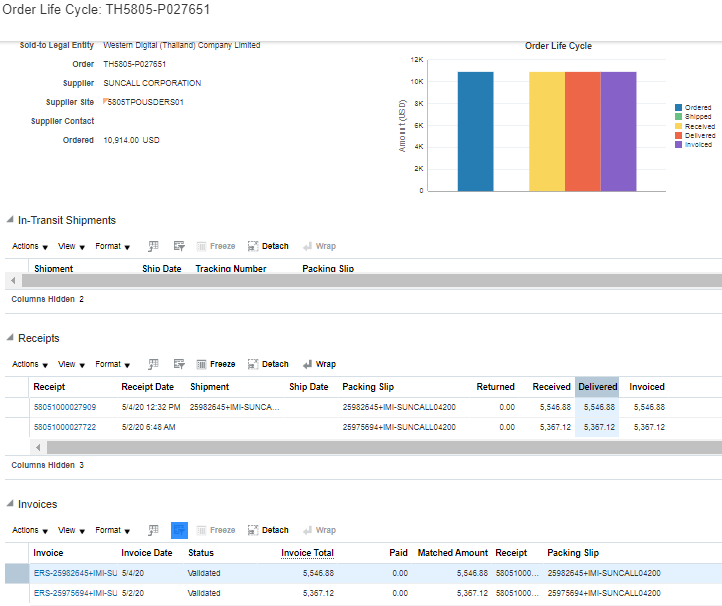 Order Life Cycle: TH5805-P027651
Sold-to Legal Entity Western Digital (Thailand) Company Limited
Order TH5805-P027651
Supplier SUNCALL CORPORATION
Supplier Site 5805TPOUSDERS01
Supplier Contact
Ordered 10,914.00 USD
Order Life Cycle
12K
10K
8K
6K
4K
2K
0
Amount (USD)
Ordered
Shipped
Received
Delivered
Invoiced
In-Transit Shipments
Actions View Format Freeze Detach Wrap
Shipment Ship Date Tracking Number Packing Slip
Columns Hidden 2
Receipts
Actions View Format Freeze Detach Wrap
Receipt Receipt Date Shipment Ship Date Packing Slip Returned Received Delivered Invoiced
58051000027909 5/4/20 12:32 PM 25982645+IMI-SUNCA... 25982645+IMI-SUNCALL04200 0.00 5,546.88 5,546.88 5,546.88
58051000027722 5/2/20 6:48 AM 25975694+IMI-SUNCALL04200 0.00 5,367.12 5,367.12 5,367.12
Columns Hidden 3
Invoices
Actions View Format Freeze Detach Wrap
Invoice Invoice Date Status Invoice Total Paid Matched Amount Receipt Packing Slip
ERS-25982645+IMI-SU 5/4/20 Validated 5,546.88 0.00 5,546.88 58051000... 25982645+IMI-SUNCALL04200
ERS-25975694+IMI-SU 5/2/20 Validated 5,367.12 0.00 5,367.12 58051000... 25975694+IMI-SUNCALL04200